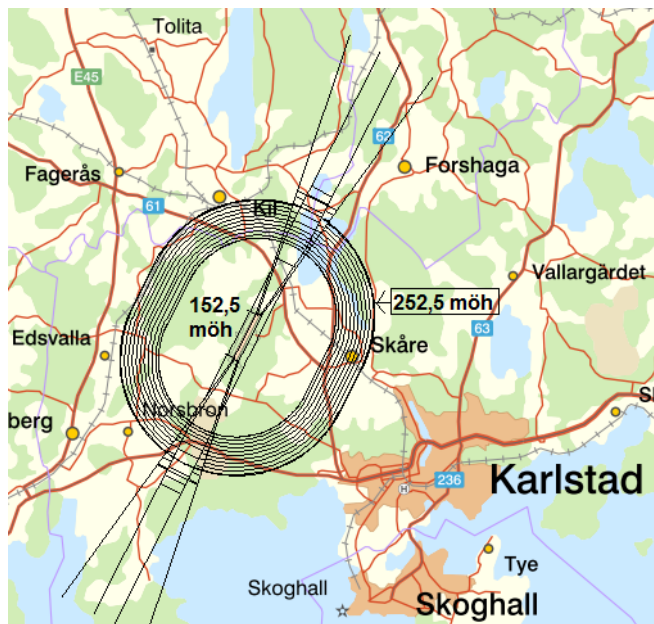 Tolita
E45
62
Fagerås
Forshaga
61
Kil
Vallargärdet
152,5
möh
252,5 möh
63
Edsvalla
Skåre
Norsbron
berg
Karlstad
236
H
Tye
Skoghall
Skoghall